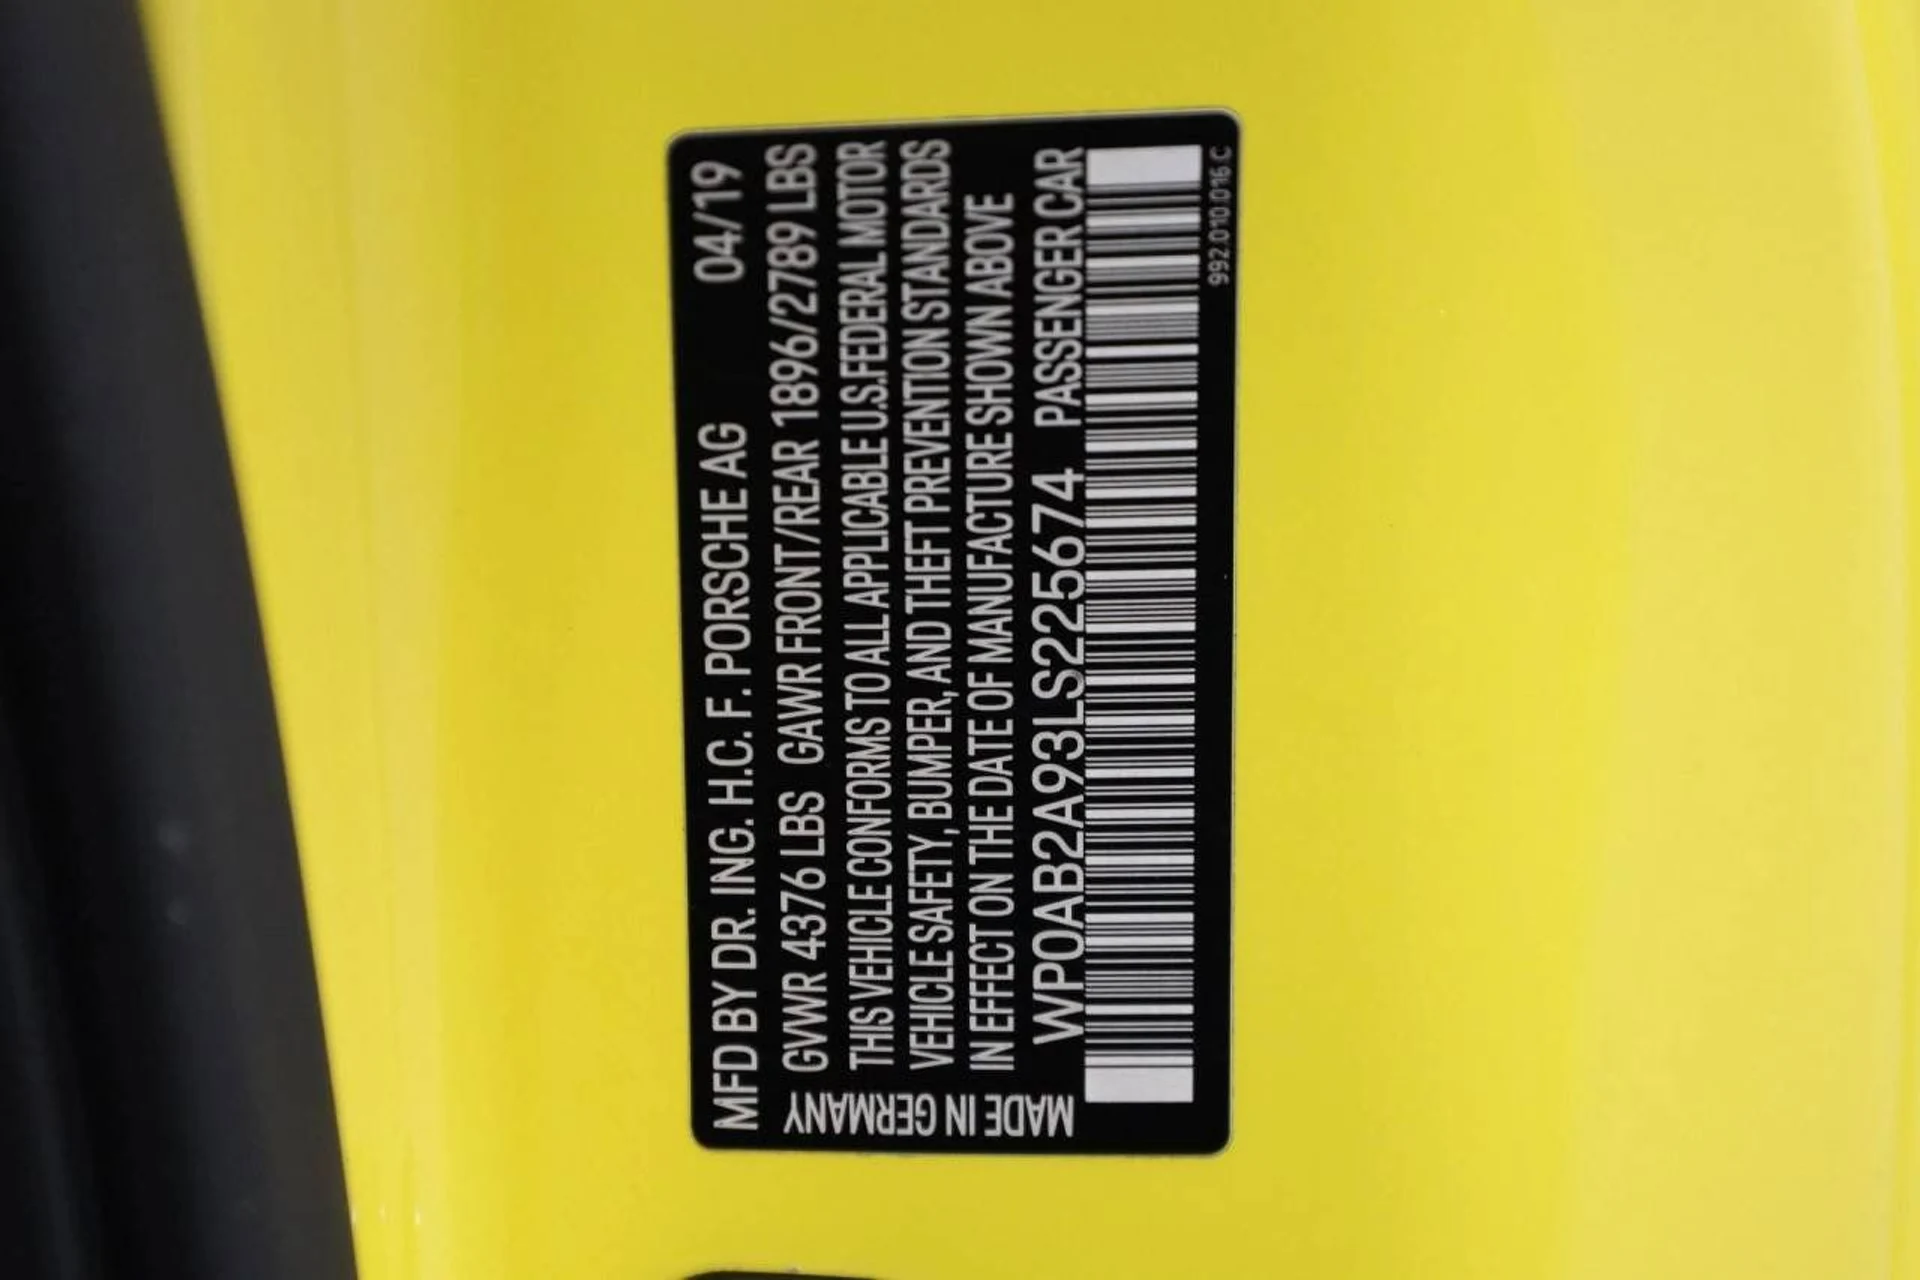 MFD BY DR. ING. H.C. F. PORSCHE AG 04/19
GVWR 4376 LBS GAWR FRONT/REAR 1896/2789 LBS
THIS VEHICLE CONFORMS TO ALL APPLICABLE U.S.FEDERAL MOTOR
VEHICLE SAFETY, BUMPER, AND THEFT PREVENTION STANDARDS
IN EFFECT ON THE DATE OF MANUFACTURE SHOWN ABOVE
WP0AB2A93LS225674 PASSENGER CAR
MADE IN GERMANY
992.010.016 C